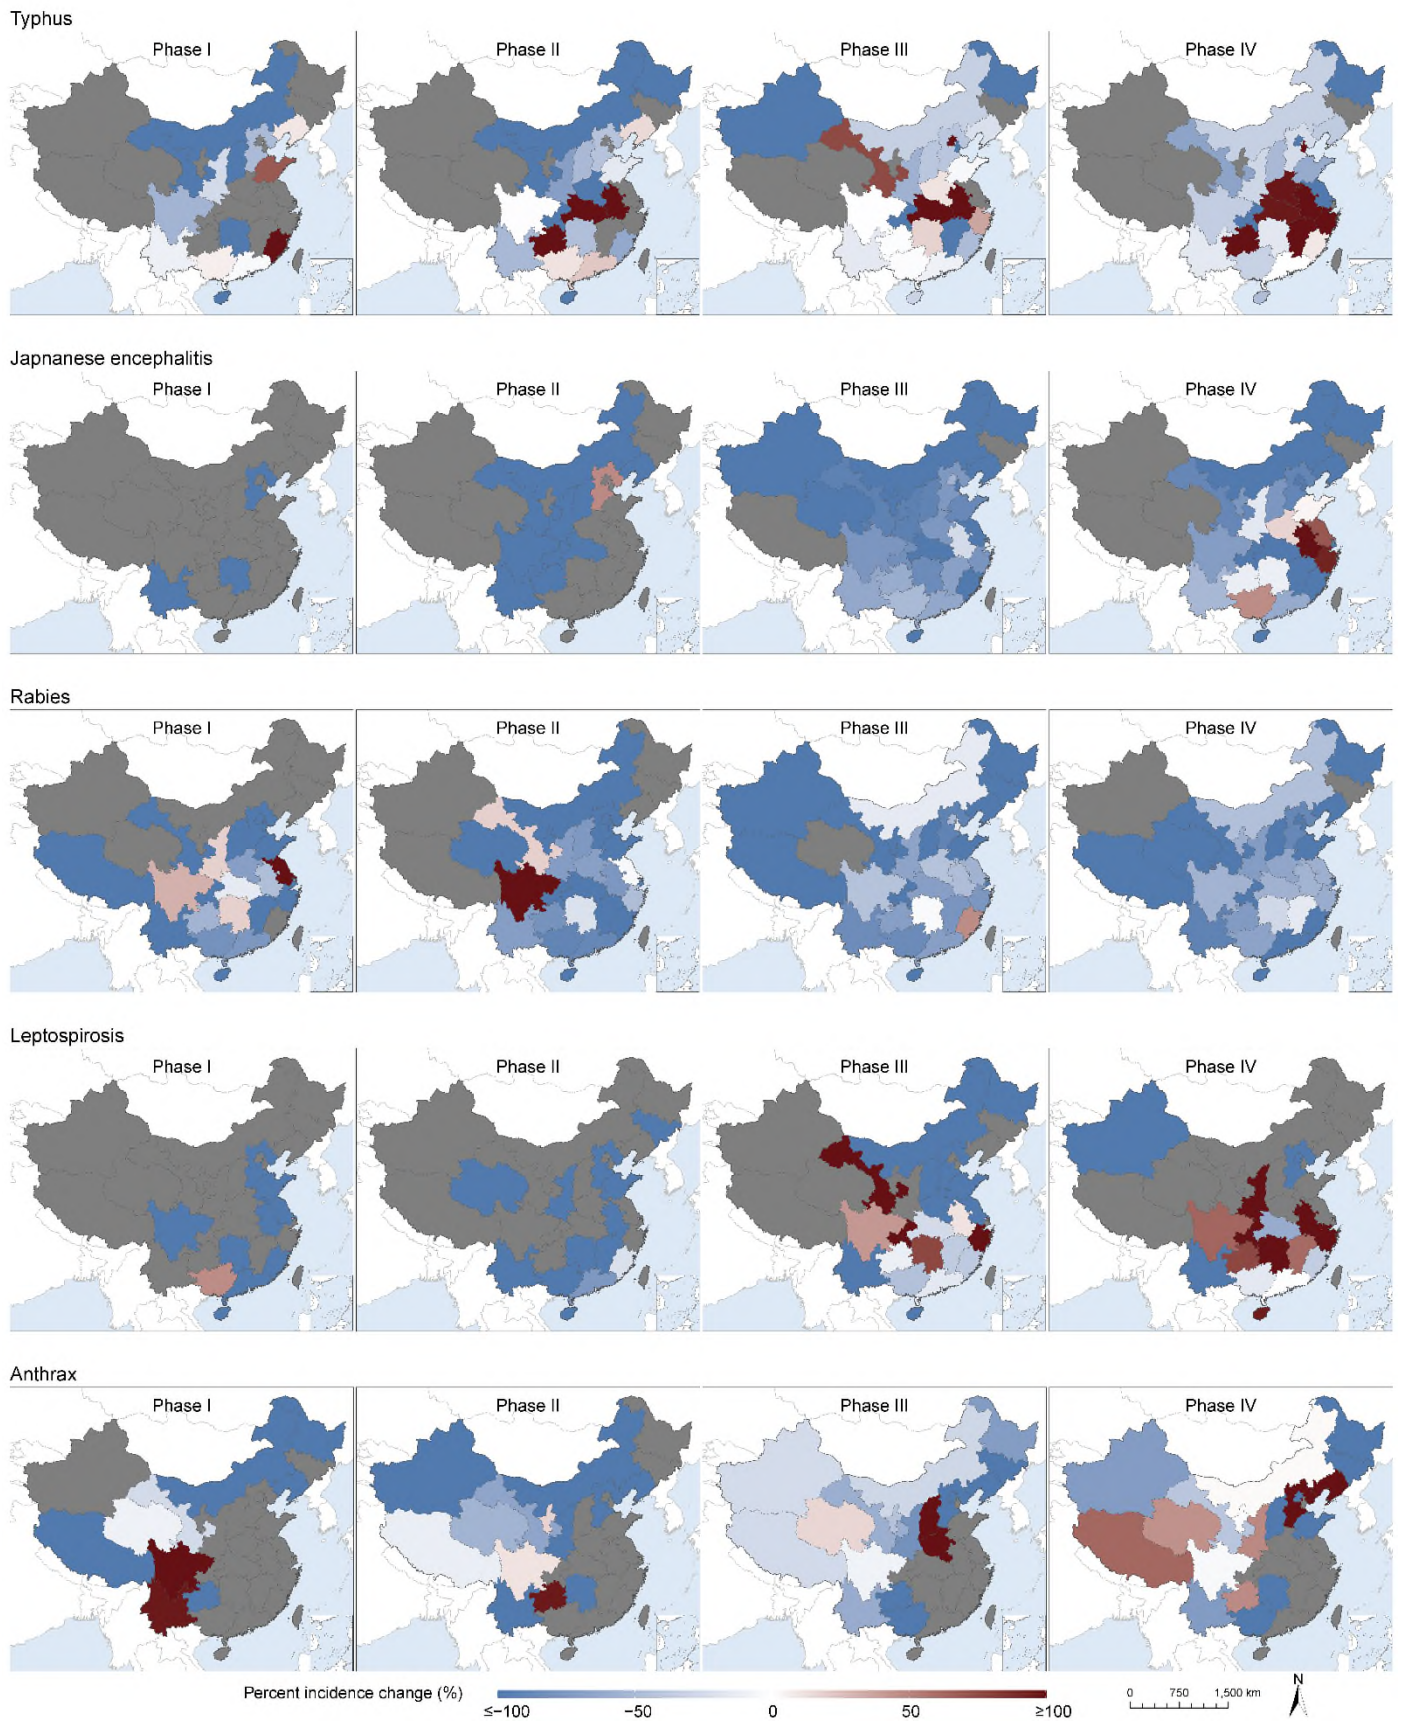 Typhus
Phase I Phase II Phase III Phase IV
Japnanese encephalitis
Phase I Phase II Phase III Phase IV
Rabies
Phase I Phase II Phase III Phase IV
Leptospirosis
Phase I Phase II Phase III Phase IV
Anthrax
Phase I Phase II Phase III Phase IV
Percent incidence change (%)
≤−100 −50 0 50 ≥100
0 750 1,500 km
N